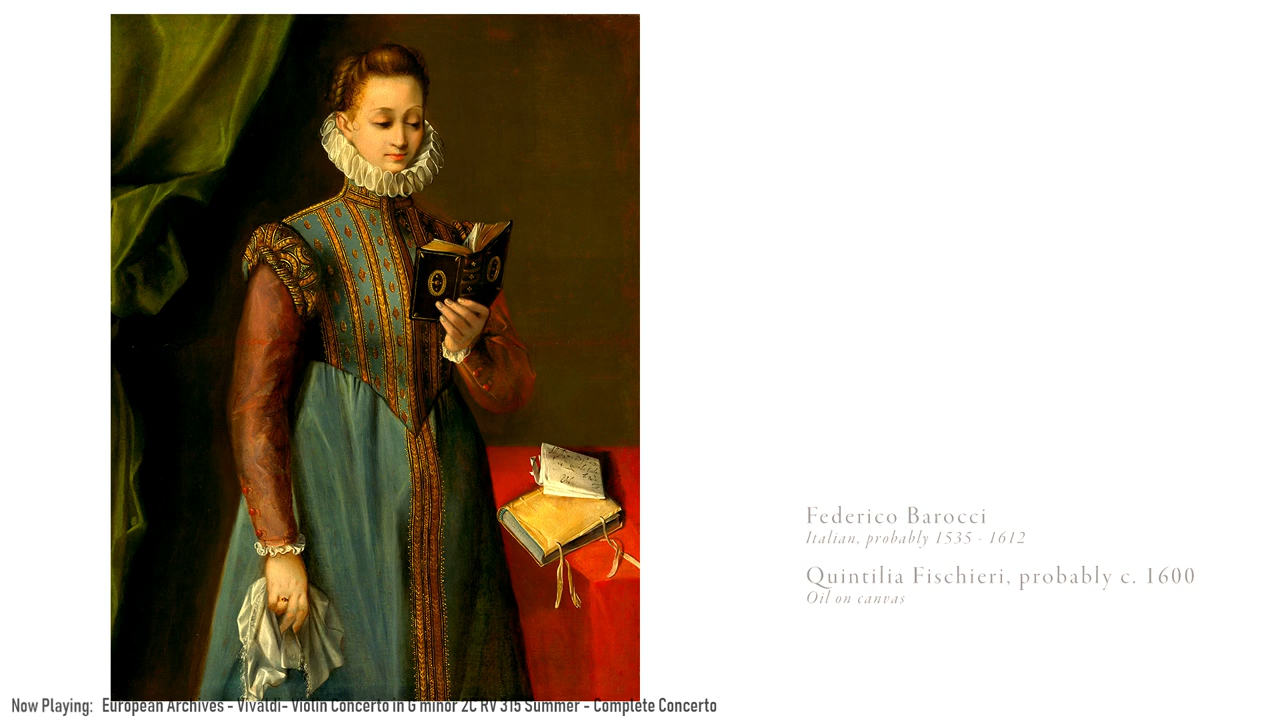 Federico Barocci
Italian, probably 1535 - 1612
Quintilia Fischieri, probably c. 1600
Oil on canvas
Now Playing: European Archives - Vivaldi- Violin Concerto in G minor 2C RV 315 Summer - Complete Concerto